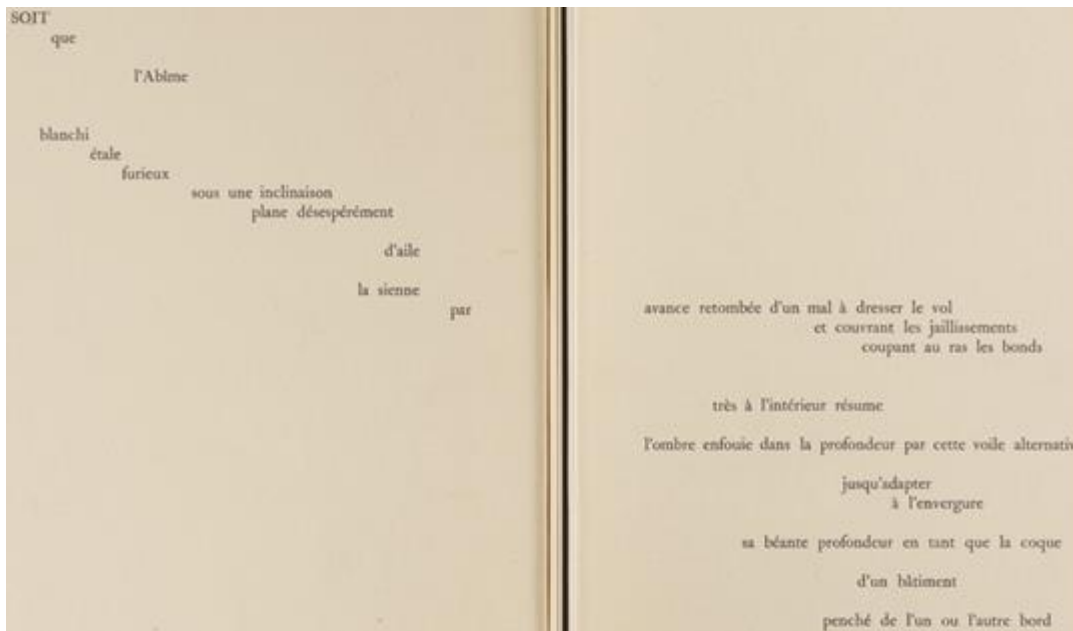 SOIT
que
l'Abîme
blanchi
étale
furieux
sous une inclinaison
plane désespérément
d'aile
la sienne
par
avance retombée d'un mal à dresser le vol
et couvrant les jaillissements
coupant au ras les bonds
très à l'intérieur résume
l'ombre enfouie dans la profondeur par cette voile alternativ
jusqu'adapter
à l'envergure
sa béante profondeur en tant que la coque
d'un bâtiment
penché de l'un ou l'autre bord